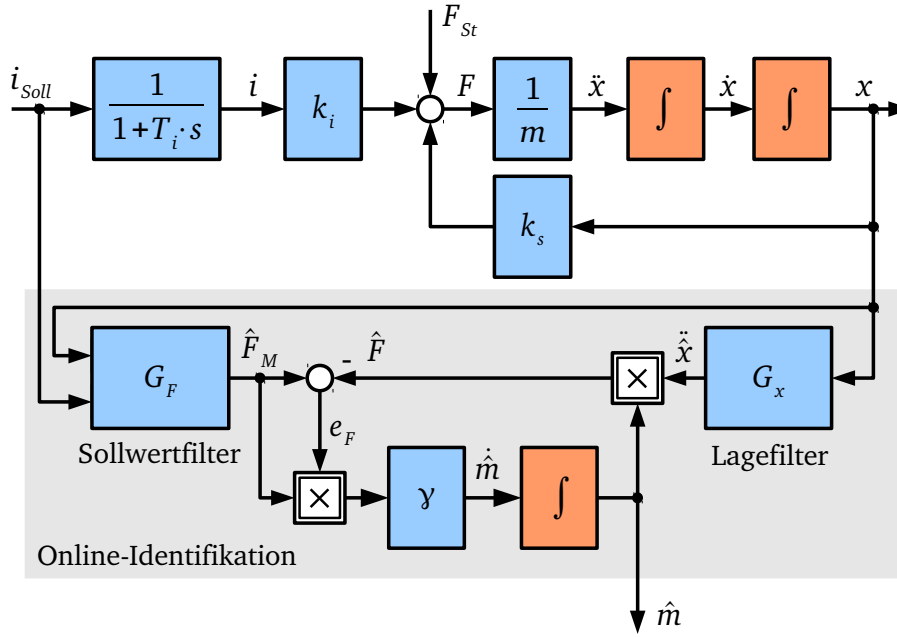 F_St
i_Soll
1 / (1+T_i·s)
i
k_i
F
1 / m
ẍ
∫
ẋ
∫
x
k_s
G_F
F̂_M
-
F̂
×
ẍ̂
G_x
Sollwertfilter
e_F
Lagefilter
×
γ
ṁ̂
∫
Online-Identifikation
m̂